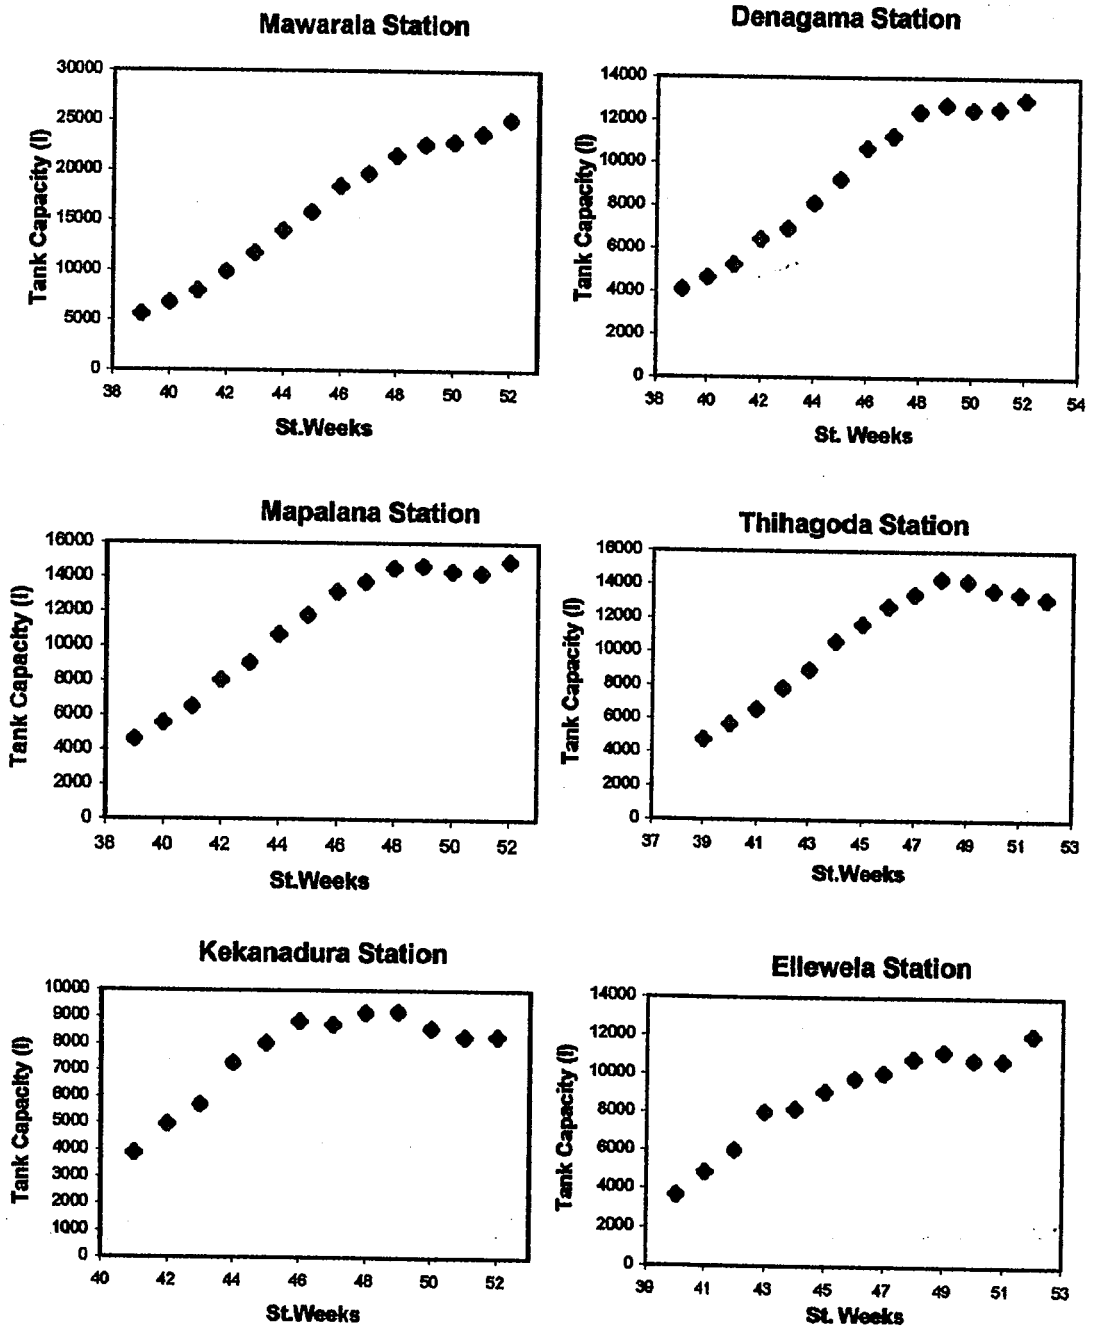 Mawarala Station
30000
25000
20000
15000
10000
5000
0
Tank Capacity (l)
38 40 42 44 46 48 50 52
St.Weeks
Denagama Station
14000
12000
10000
8000
6000
4000
2000
0
Tank Capacity (l)
38 40 42 44 46 48 50 52 54
St. Weeks
Mapalana Station
16000
14000
12000
10000
8000
6000
4000
2000
0
Tank Capacity (l)
38 40 42 44 46 48 50 52
St.Weeks
Thihagoda Station
16000
14000
12000
10000
8000
6000
4000
2000
0
Tank Capacity (l)
37 39 41 43 45 47 49 51 53
St.Weeks
Kekanadura Station
10000
9000
8000
7000
6000
5000
4000
3000
2000
1000
0
Tank Capacity (l)
40 42 44 46 48 50 52
St.Weeks
Ellewela Station
14000
12000
10000
8000
6000
4000
2000
0
Tank Capacity (l)
39 41 43 45 47 49 51 53
St. Weeks